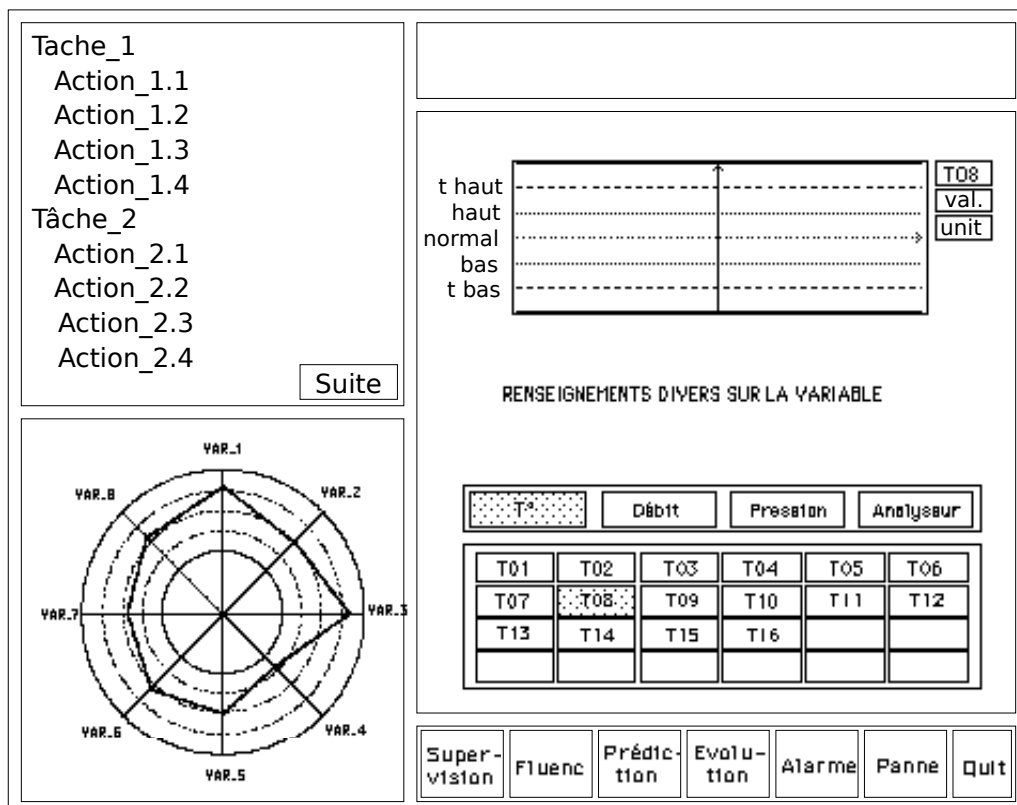 Tache_1
Action_1.1
Action_1.2
Action_1.3
Action_1.4
Tâche_2
Action_2.1
Action_2.2
Action_2.3
Action_2.4
Suite
VAR_1
VAR_2
VAR_3
VAR_4
VAR_5
VAR_6
VAR_7
VAR_8
t haut
haut
normal
bas
t bas
T08
val.
unit
RENSEIGNEMENTS DIVERS SUR LA VARIABLE
T° Débit Pression Analyseur
T01 T02 T03 T04 T05 T06
T07 T08 T09 T10 T11 T12
T13 T14 T15 T16
Super-
vision
Fluenc
Prédic-
tion
Evolu-
tion
Alarme
Panne
Quit